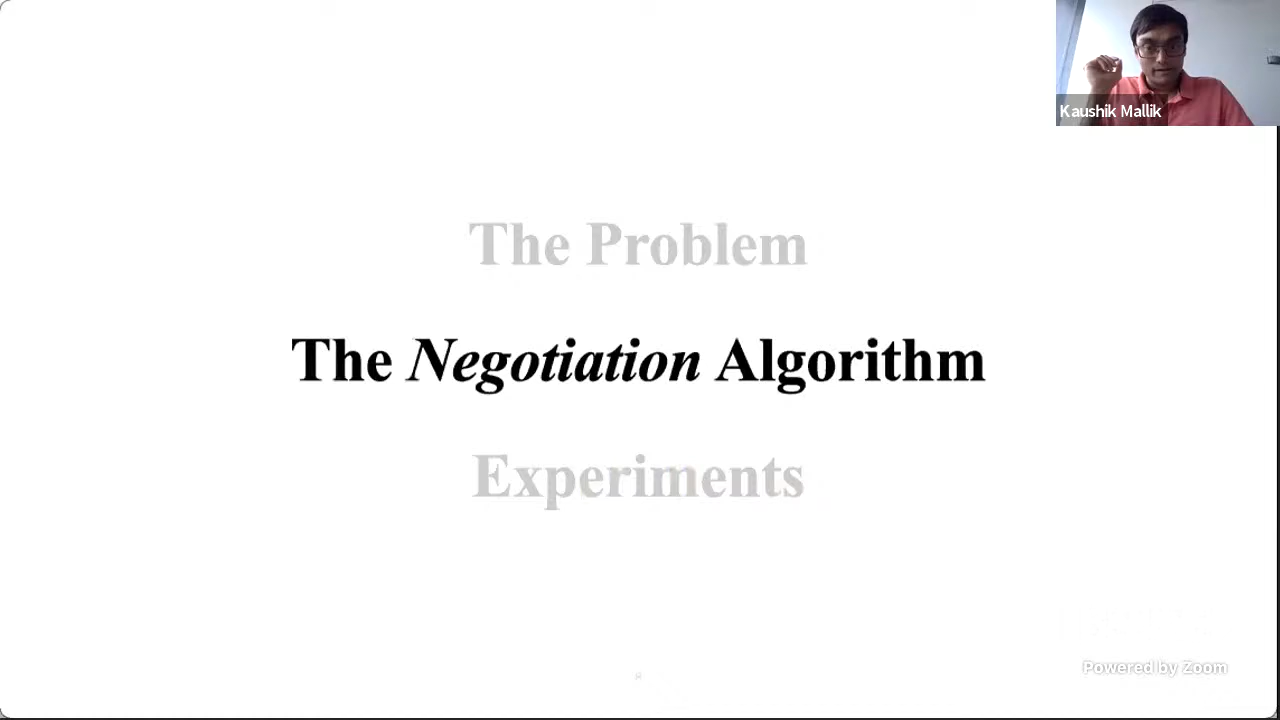 Kaushik Mallik
The Problem
The Negotiation Algorithm
Experiments
Powered by Zoom